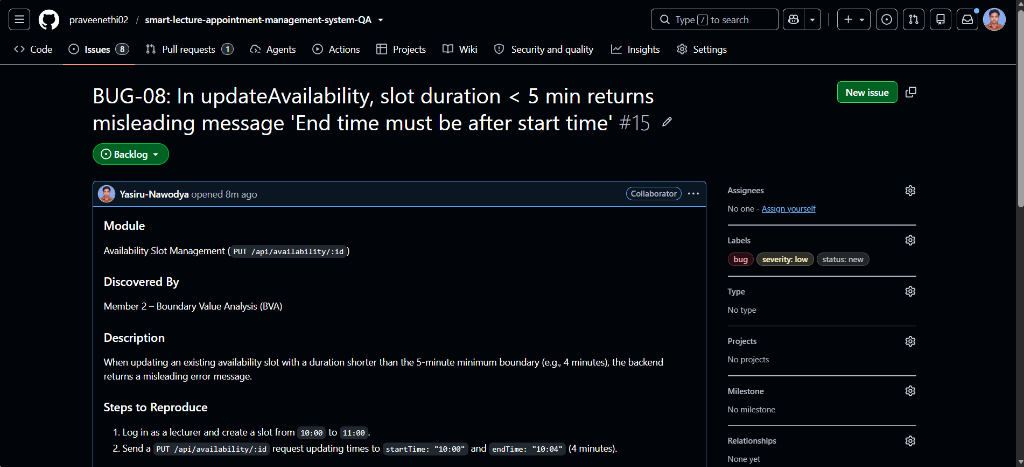 praveenethi02 / smart-lecture-appointment-management-system-QA
Type / to search
Code
Issues 8
Pull requests 1
Agents
Actions
Projects
Wiki
Security and quality
Insights
Settings
BUG-08: In updateAvailability, slot duration < 5 min returns
misleading message 'End time must be after start time' #15
New issue
Backlog
Yasiru-Nawodya opened 8m ago
Collaborator
Module
Availability Slot Management (PUT /api/availability/:id)
Discovered By
Member 2 – Boundary Value Analysis (BVA)
Description
When updating an existing availability slot with a duration shorter than the 5-minute minimum boundary (e.g., 4 minutes), the backend
returns a misleading error message.
Steps to Reproduce
1. Log in as a lecturer and create a slot from 10:00 to 11:00.
2. Send a PUT /api/availability/:id request updating times to startTime: "10:00" and endTime: "10:04" (4 minutes).
Assignees
No one - Assign yourself
Labels
bug severity: low status: new
Type
No type
Projects
No projects
Milestone
No milestone
Relationships
None yet